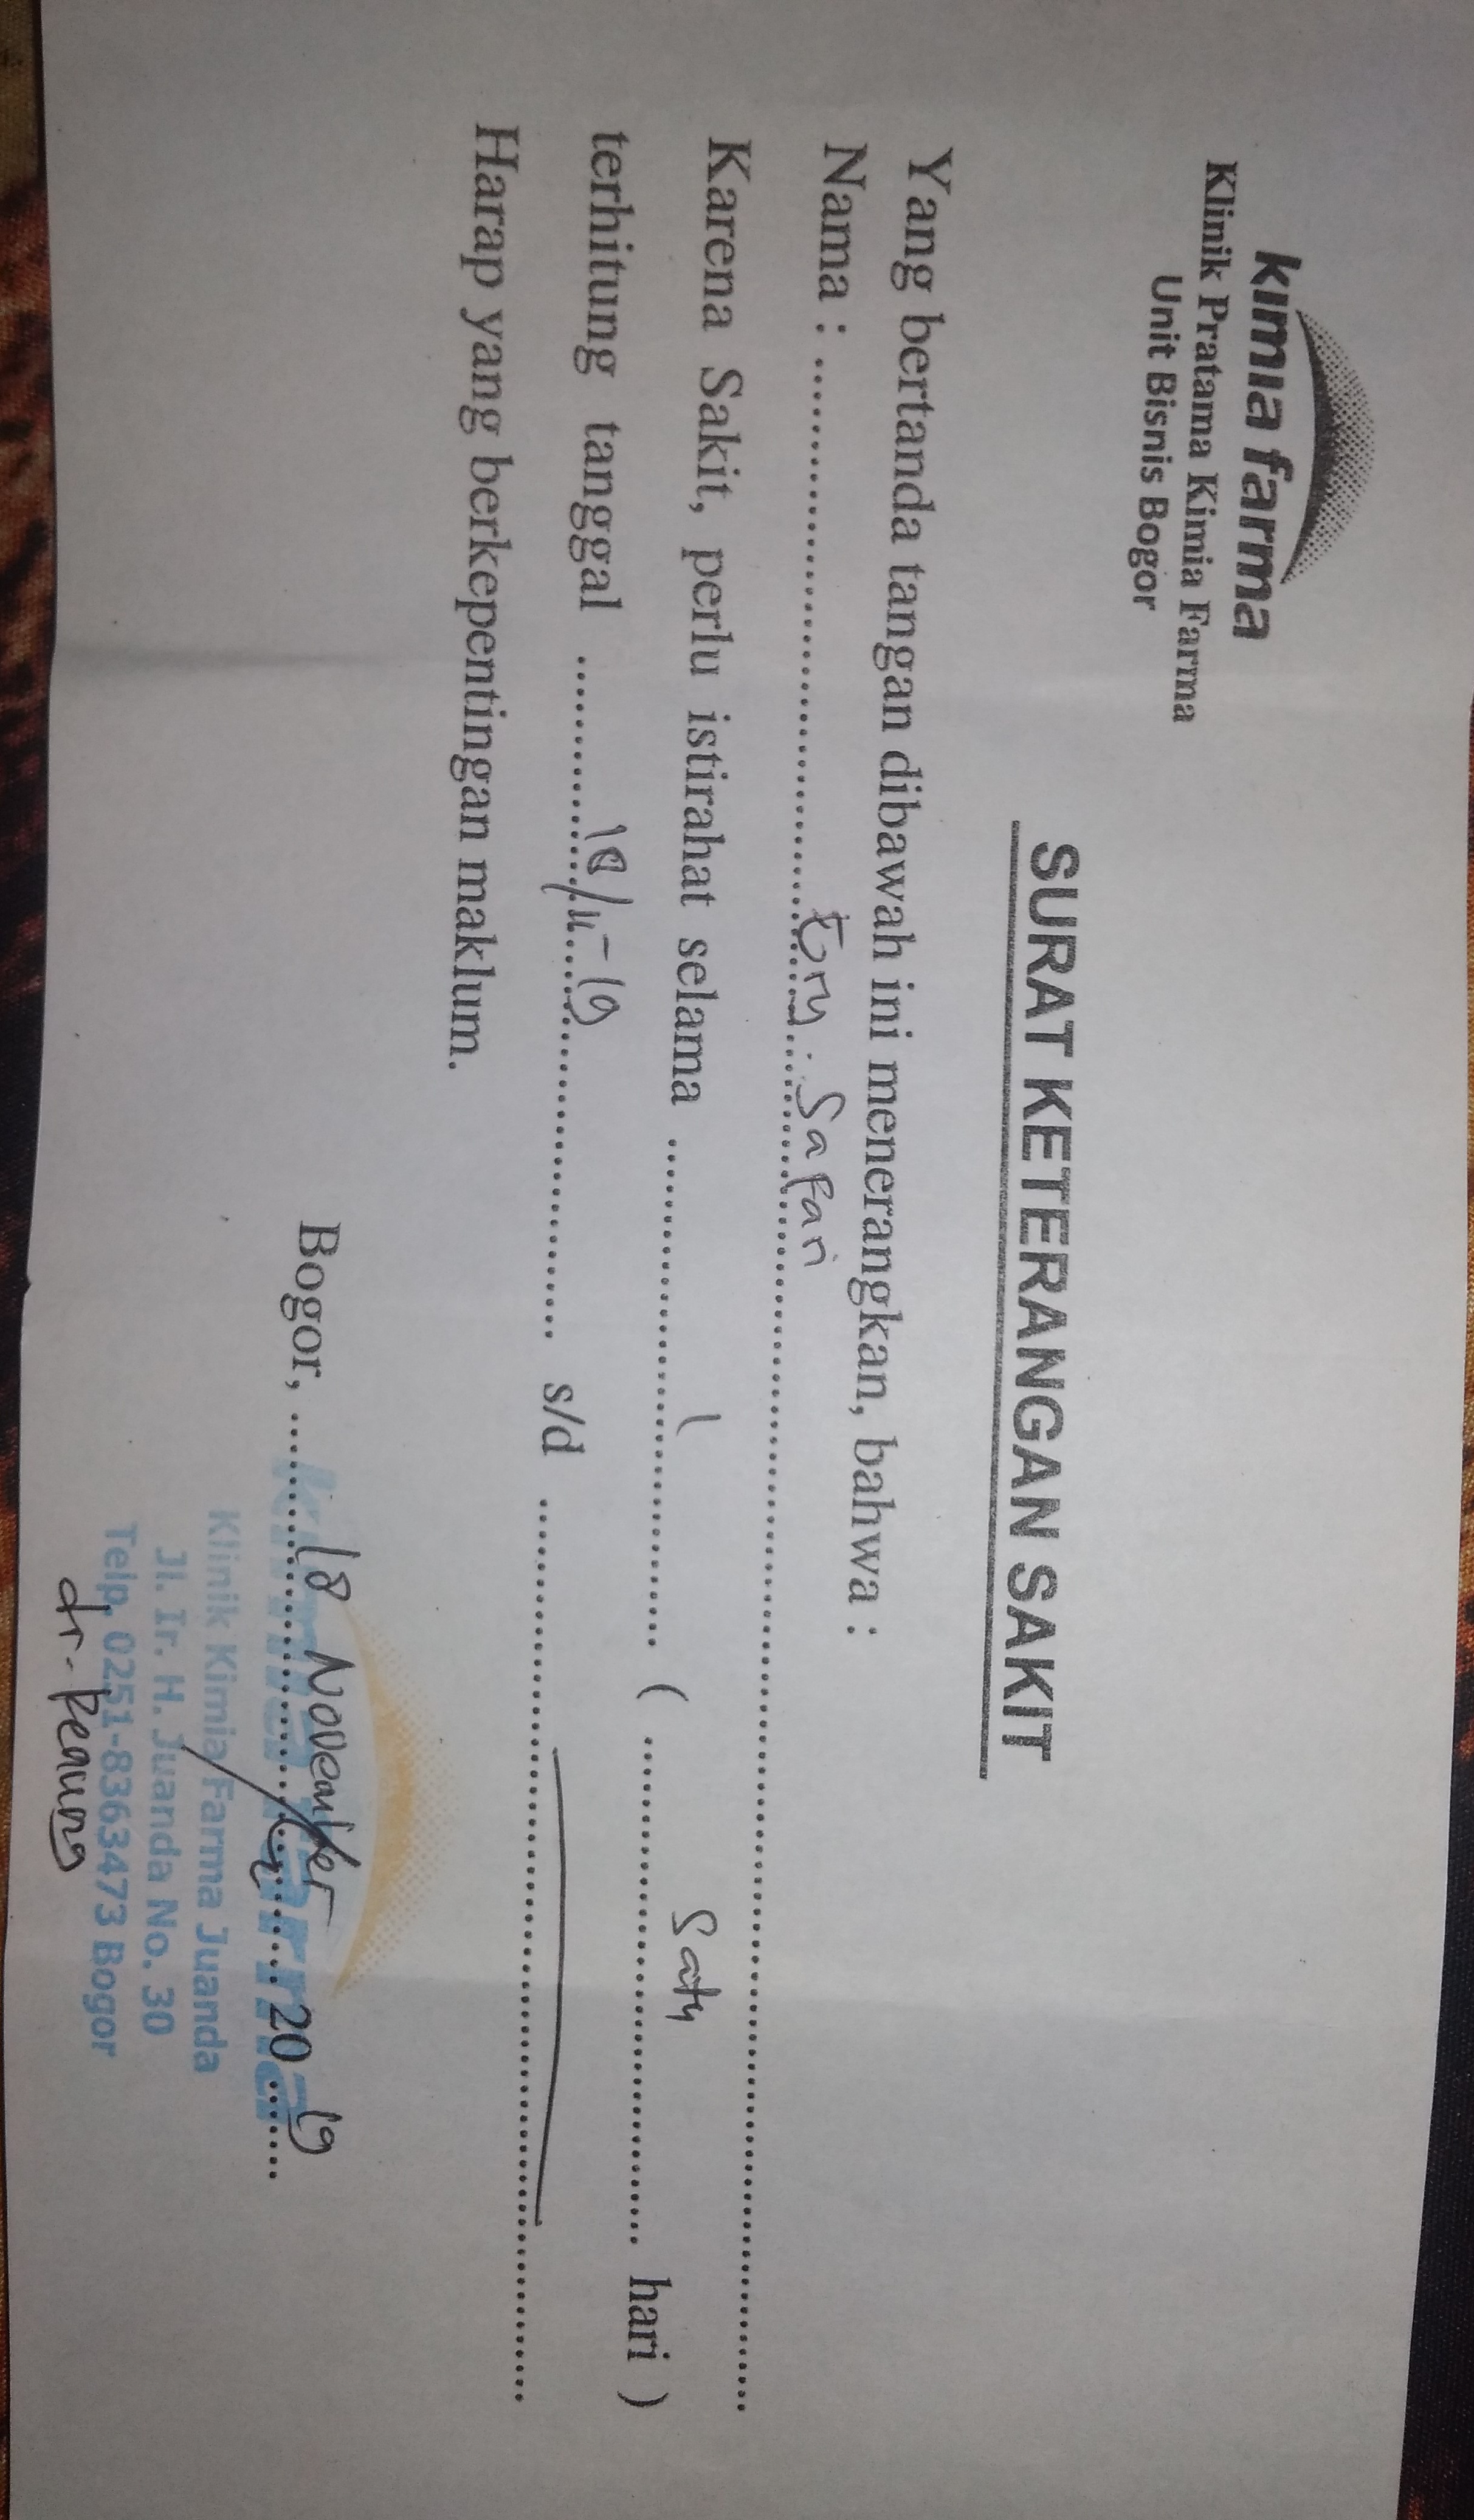 kimia farma
Klinik Pratama Kimia Farma
Unit Bisnis Bogor
SURAT KETERANGAN SAKIT
Yang bertanda tangan dibawah ini menerangkan, bahwa :
Nama : ........ Safari ........
Karena Sakit, perlu istirahat selama ........ 1 ........ ( ........ Satu ........ hari )
terhitung tanggal ........ 18/11-19 ........ s/d ........
Harap yang berkepentingan maklum.
Bogor, ........ 18 November ........ 20 19
kimia farma
Klinik Kimia Farma Juanda
Jl. Ir. H. Juanda No. 30
Telp. 0251-8363473 Bogor
dr.